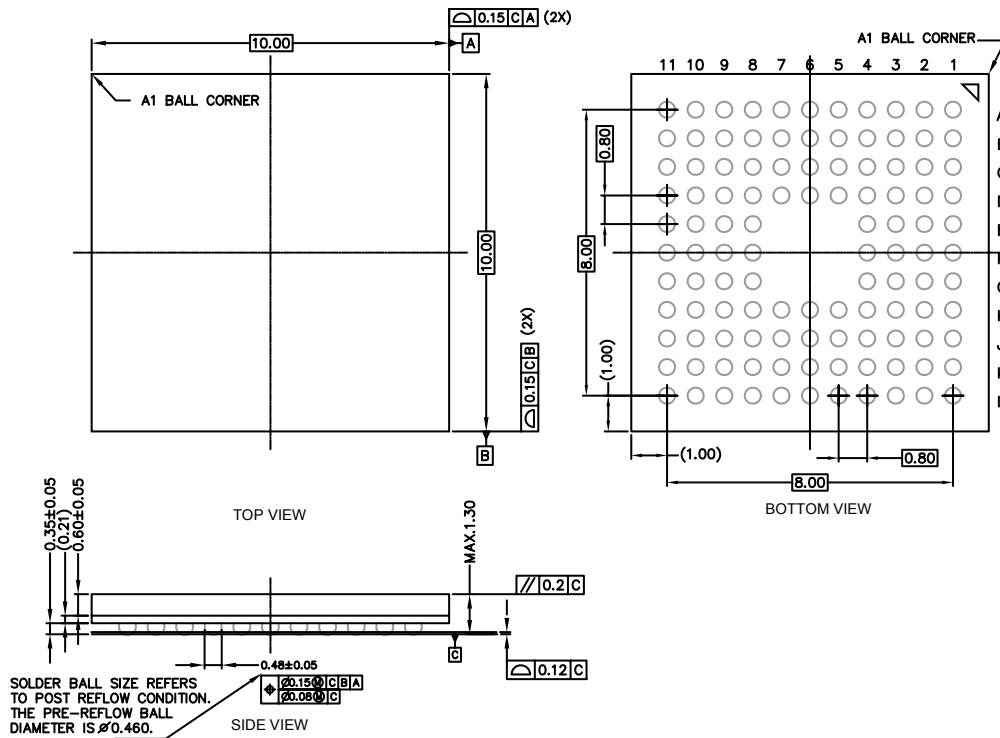 ⌓ 0.15 C A (2X)
10.00
A
A1 BALL CORNER
10.00
⌓ 0.15 C B (2X)
B
TOP VIEW
A1 BALL CORNER
11 10 9 8 7 6 5 4 3 2 1
0.80
8.00
(1.00)
(1.00)
0.80
8.00
BOTTOM VIEW
0.35±0.05
(0.21)
0.60±0.05
MAX.1.30
// 0.2 C
C
⌓ 0.12 C
0.48±0.05
⌖ Ø0.15Ⓜ C B A
Ø0.08Ⓜ C
SOLDER BALL SIZE REFERS
TO POST REFLOW CONDITION.
THE PRE-REFLOW BALL
DIAMETER IS Ø0.460.
SIDE VIEW